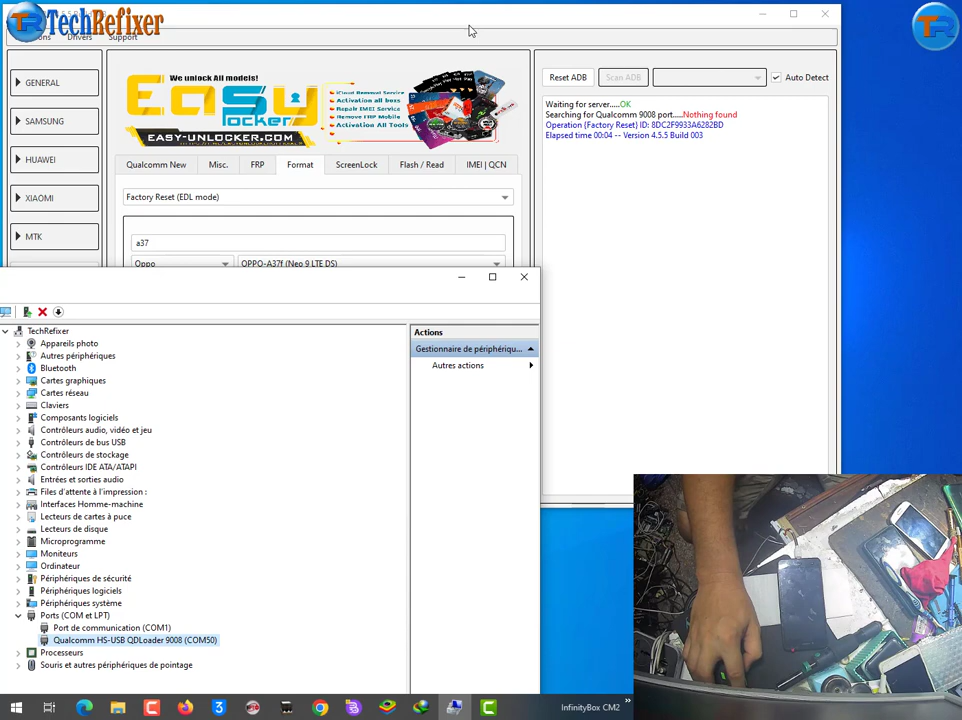 TechRefixer
TR
Drivers
Support
GENERAL
SAMSUNG
HUAWEI
XIAOMI
MTK
We unlock All models!
EasY
locker
EASY-UNLOCKER.COM
iCloud Removal Service
Activation all boxs
Repair IMEI Service
Remove FRP Mobile
Activation All Tools
Qualcomm New
Misc.
FRP
Format
ScreenLock
Flash / Read
IMEI | QCN
Factory Reset (EDL mode)
a37
Oppo
OPPO-A37f (Neo 9 LTE DS)
Reset ADB
Scan ADB
Auto Detect
Waiting for server.....OK
Searching for Qualcomm 9008 port.....Nothing found
Operation (Factory Reset) ID: 8DC2F9933A6282BD
Elapsed time 00:04 -- Version 4.5.5 Build 003
TechRefixer
Appareils photo
Autres périphériques
Bluetooth
Cartes graphiques
Cartes réseau
Claviers
Composants logiciels
Contrôleurs audio, vidéo et jeu
Contrôleurs de bus USB
Contrôleurs de stockage
Contrôleurs IDE ATA/ATAPI
Entrées et sorties audio
Files d'attente à l'impression :
Interfaces Homme-machine
Lecteurs de cartes à puce
Lecteurs de disque
Microprogramme
Moniteurs
Ordinateur
Périphériques de sécurité
Périphériques logiciels
Périphériques système
Ports (COM et LPT)
Port de communication (COM1)
Qualcomm HS-USB QDLoader 9008 (COM50)
Processeurs
Souris et autres périphériques de pointage
Actions
Gestionnaire de périphériqu...
Autres actions
InfinityBox CM2